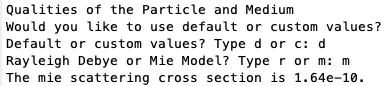 Qualities of the Particle and Medium
Would you like to use default or custom values?
Default or custom values? Type d or c: d
Rayleigh Debye or Mie Model? Type r or m: m
The mie scattering cross section is 1.64e-10.